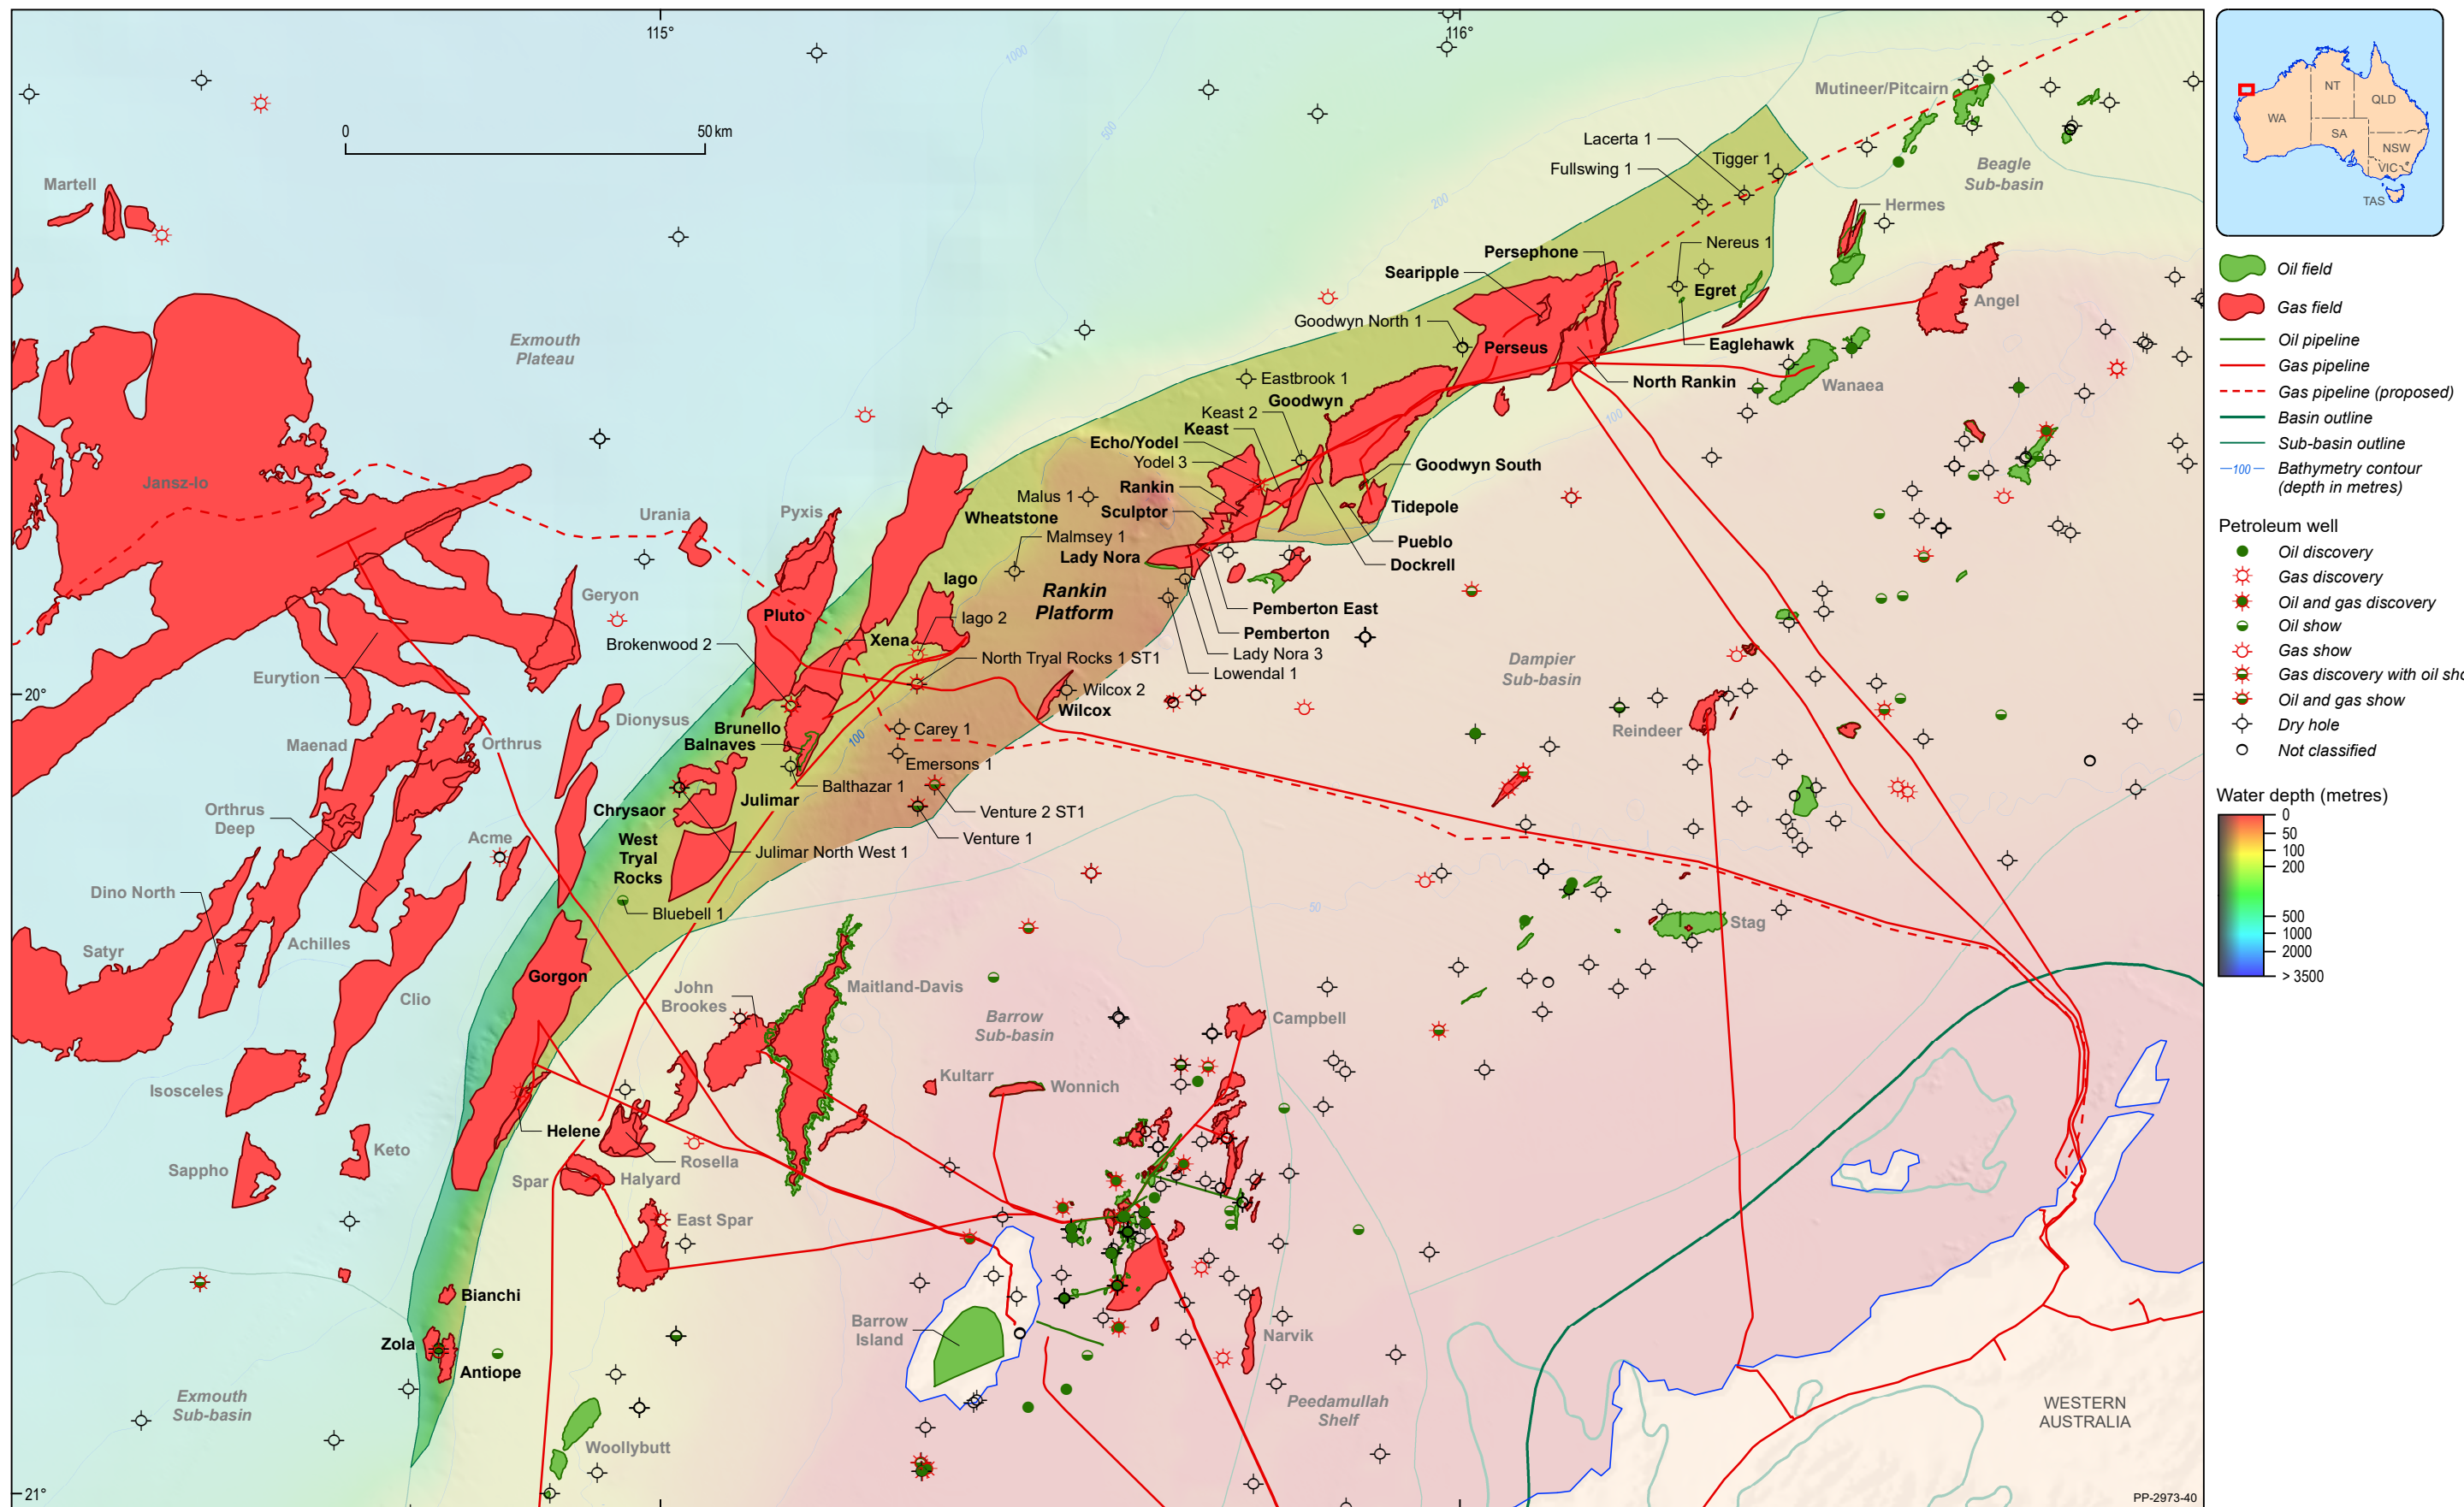 115°
116°
1000
500
200
0
50 km
Martell
Exmouth
Plateau
Jansz-Io
Urania
Pyxis
Geryon
Eurytion
Dionysus
Maenad
Orthrus
Orthrus
Deep
Acme
Dino North
Satyr
Achilles
Clio
Isosceles
Sappho
Keto
Exmouth
Sub-basin
20°
21°
Mutineer/Pitcairn
Beagle
Sub-basin
Lacerta 1
Fullswing 1
Tigger 1
Hermes
Nereus 1
Persephone
Searipple
Egret
Angel
Goodwyn North 1
Perseus
Eaglehawk
Wanaea
North Rankin
100
Eastbrook 1
Goodwyn
Keast 2
Keast
Echo/Yodel
Yodel 3
Rankin
Sculptor
Goodwyn South
Tidepole
Pueblo
Dockrell
Malus 1
Wheatstone
Malmsey 1
Lady Nora
Iago
Rankin
Platform
Iago 2
Pemberton East
Pemberton
Lady Nora 3
Lowendal 1
Pluto
Xena
Brokenwood 2
North Tryal Rocks 1 ST1
Wilcox 2
Wilcox
Brunello
Balnaves
100
Carey 1
Emersons 1
Balthazar 1
Julimar
Chrysaor
West
Tryal
Rocks
Venture 2 ST1
Venture 1
Julimar North West 1
Bluebell 1
Gorgon
Dampier
Sub-basin
Reindeer
50
Stag
John
Brookes
Maitland-Davis
Barrow
Sub-basin
Campbell
Kultarr
Wonnich
Helene
Rosella
Spar
Halyard
East Spar
Bianchi
Zola
Antiope
Barrow
Island
Narvik
Peedamullah
Shelf
Woollybutt
WESTERN
AUSTRALIA
PP-2973-40
WA
NT
QLD
SA
NSW
VIC
TAS
Oil field
Gas field
Oil pipeline
Gas pipeline
Gas pipeline (proposed)
Basin outline
Sub-basin outline
100
Bathymetry contour
(depth in metres)
Petroleum well
Oil discovery
Gas discovery
Oil and gas discovery
Oil show
Gas show
Gas discovery with oil sho
Oil and gas show
Dry hole
Not classified
Water depth (metres)
0
50
100
200
500
1000
2000
> 3500